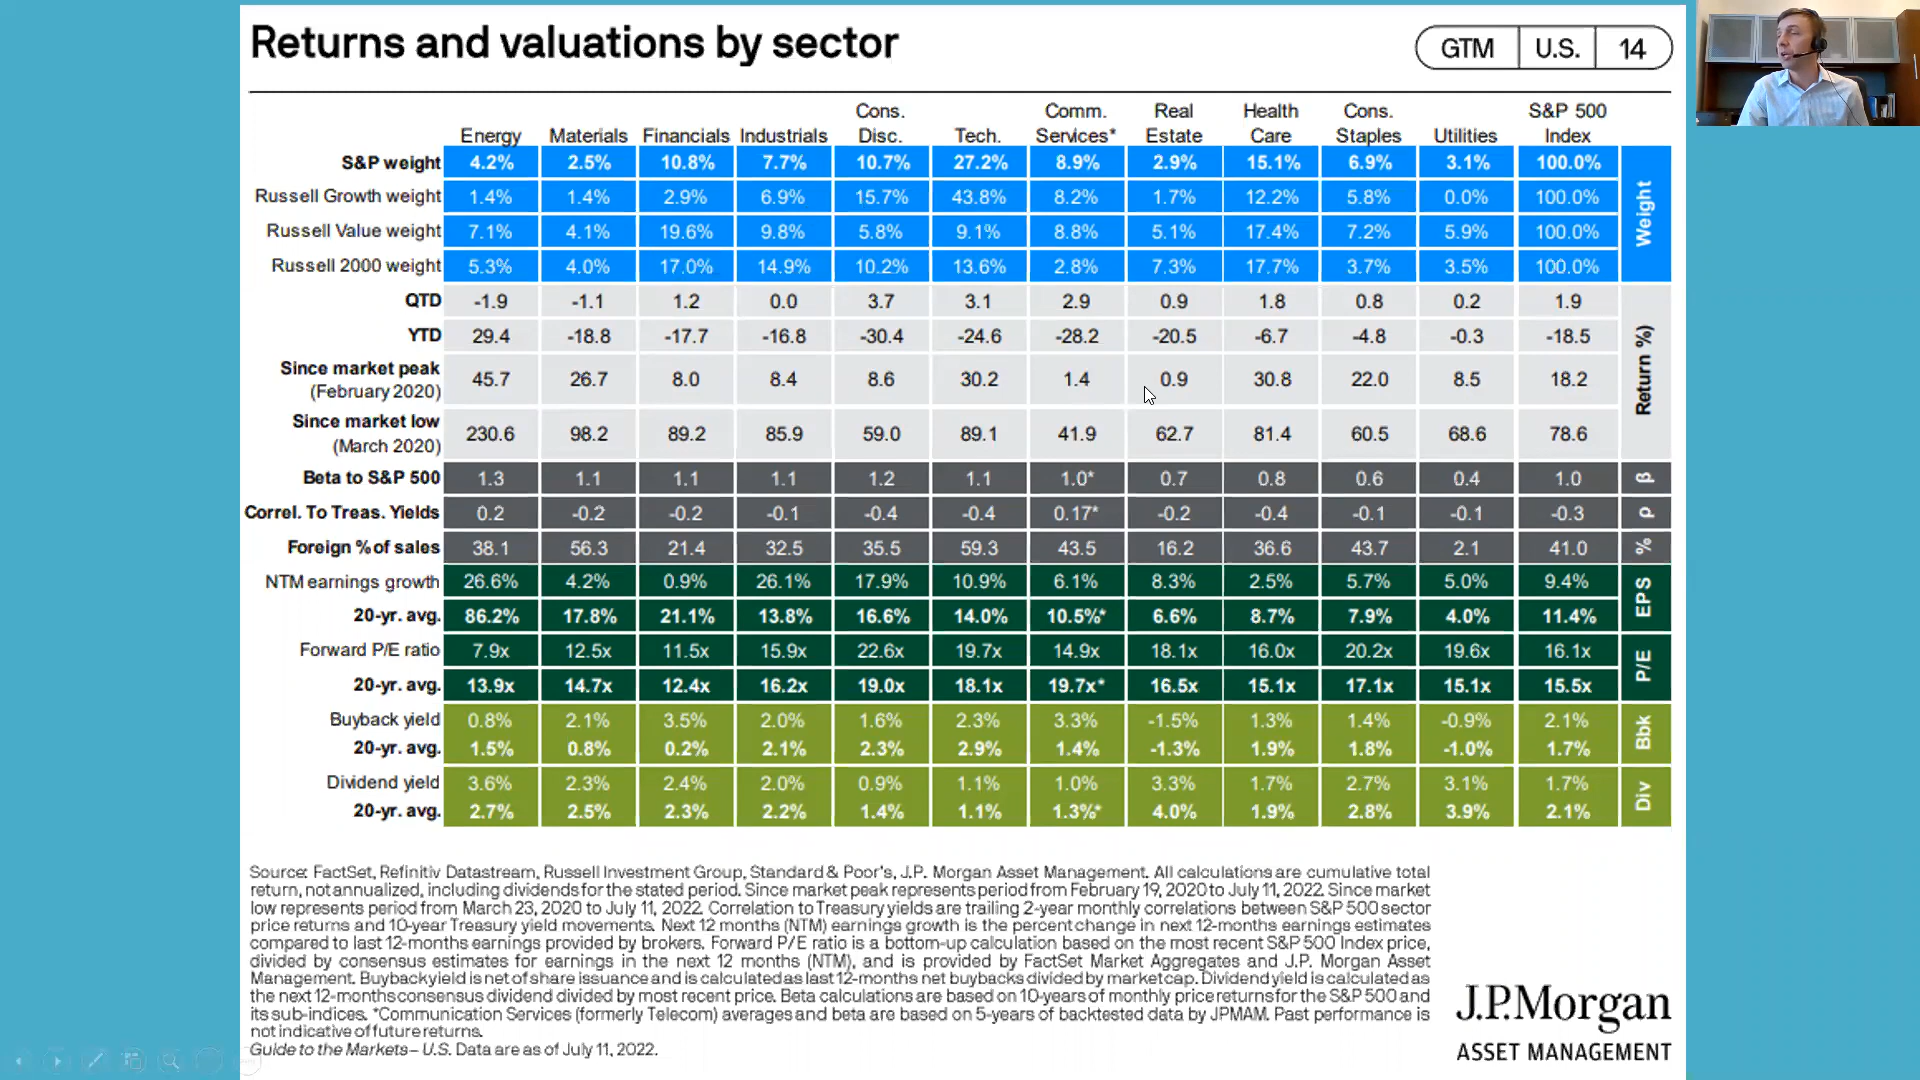 Returns and valuations by sector
GTM U.S. 14
Energy Materials Financials Industrials Cons. Disc. Tech. Comm. Services* Real Estate Health Care Cons. Staples Utilities S&P 500 Index
S&P weight 4.2% 2.5% 10.8% 7.7% 10.7% 27.2% 8.9% 2.9% 15.1% 6.9% 3.1% 100.0%
Russell Growth weight 1.4% 1.4% 2.9% 6.9% 15.7% 43.8% 8.2% 1.7% 12.2% 5.8% 0.0% 100.0%
Russell Value weight 7.1% 4.1% 19.6% 9.8% 5.8% 9.1% 8.8% 5.1% 17.4% 7.2% 5.9% 100.0%
Russell 2000 weight 5.3% 4.0% 17.0% 14.9% 10.2% 13.6% 2.8% 7.3% 17.7% 3.7% 3.5% 100.0%
Weight
QTD -1.9 -1.1 1.2 0.0 3.7 3.1 2.9 0.9 1.8 0.8 0.2 1.9
YTD 29.4 -18.8 -17.7 -16.8 -30.4 -24.6 -28.2 -20.5 -6.7 -4.8 -0.3 -18.5
Since market peak
(February 2020) 45.7 26.7 8.0 8.4 8.6 30.2 1.4 0.9 30.8 22.0 8.5 18.2
Since market low
(March 2020) 230.6 98.2 89.2 85.9 59.0 89.1 41.9 62.7 81.4 60.5 68.6 78.6
Return %)
Beta to S&P 500 1.3 1.1 1.1 1.1 1.2 1.1 1.0* 0.7 0.8 0.6 0.4 1.0 β
Correl. To Treas. Yields 0.2 -0.2 -0.2 -0.1 -0.4 -0.4 0.17* -0.2 -0.4 -0.1 -0.1 -0.3 ρ
Foreign % of sales 38.1 56.3 21.4 32.5 35.5 59.3 43.5 16.2 36.6 43.7 2.1 41.0 %
NTM earnings growth 26.6% 4.2% 0.9% 26.1% 17.9% 10.9% 6.1% 8.3% 2.5% 5.7% 5.0% 9.4%
20-yr. avg. 86.2% 17.8% 21.1% 13.8% 16.6% 14.0% 10.5%* 6.6% 8.7% 7.9% 4.0% 11.4%
EPS
Forward P/E ratio 7.9x 12.5x 11.5x 15.9x 22.6x 19.7x 14.9x 18.1x 16.0x 20.2x 19.6x 16.1x
20-yr. avg. 13.9x 14.7x 12.4x 16.2x 19.0x 18.1x 19.7x* 16.5x 15.1x 17.1x 15.1x 15.5x
P/E
Buyback yield 0.8% 2.1% 3.5% 2.0% 1.6% 2.3% 3.3% -1.5% 1.3% 1.4% -0.9% 2.1%
20-yr. avg. 1.5% 0.8% 0.2% 2.1% 2.3% 2.9% 1.4% -1.3% 1.9% 1.8% -1.0% 1.7%
Bbk
Dividend yield 3.6% 2.3% 2.4% 2.0% 0.9% 1.1% 1.0% 3.3% 1.7% 2.7% 3.1% 1.7%
20-yr. avg. 2.7% 2.5% 2.3% 2.2% 1.4% 1.1% 1.3%* 4.0% 1.9% 2.8% 3.9% 2.1%
Div
Source: FactSet, Refinitiv Datastream, Russell Investment Group, Standard & Poor's, J.P. Morgan Asset Management. All calculations are cumulative total
return, not annualized, including dividends for the stated period. Since market peak represents period from February 19, 2020 to July 11, 2022. Since market
low represents period from March 23, 2020 to July 11, 2022. Correlation to Treasury yields are trailing 2-year monthly correlations between S&P 500 sector
price returns and 10-year Treasury yield movements. Next 12 months (NTM) earnings growth is the percent change in next 12-months earnings estimates
compared to last 12-months earnings provided by brokers. Forward P/E ratio is a bottom-up calculation based on the most recent S&P 500 Index price,
divided by consensus estimates for earnings in the next 12 months (NTM), and is provided by FactSet Market Aggregates and J.P. Morgan Asset
Management. Buyback yield is net of share issuance and is calculated as last 12-months net buybacks divided by market cap. Dividend yield is calculated as
the next 12-months consensus dividend divided by most recent price. Beta calculations are based on 10-years of monthly price returns for the S&P 500 and
its sub-indices. *Communication Services (formerly Telecom) averages and beta are based on 5-years of backtested data by JPMAM. Past performance is
not indicative of future returns.
Guide to the Markets – U.S. Data are as of July 11, 2022.
J.P.Morgan
ASSET MANAGEMENT